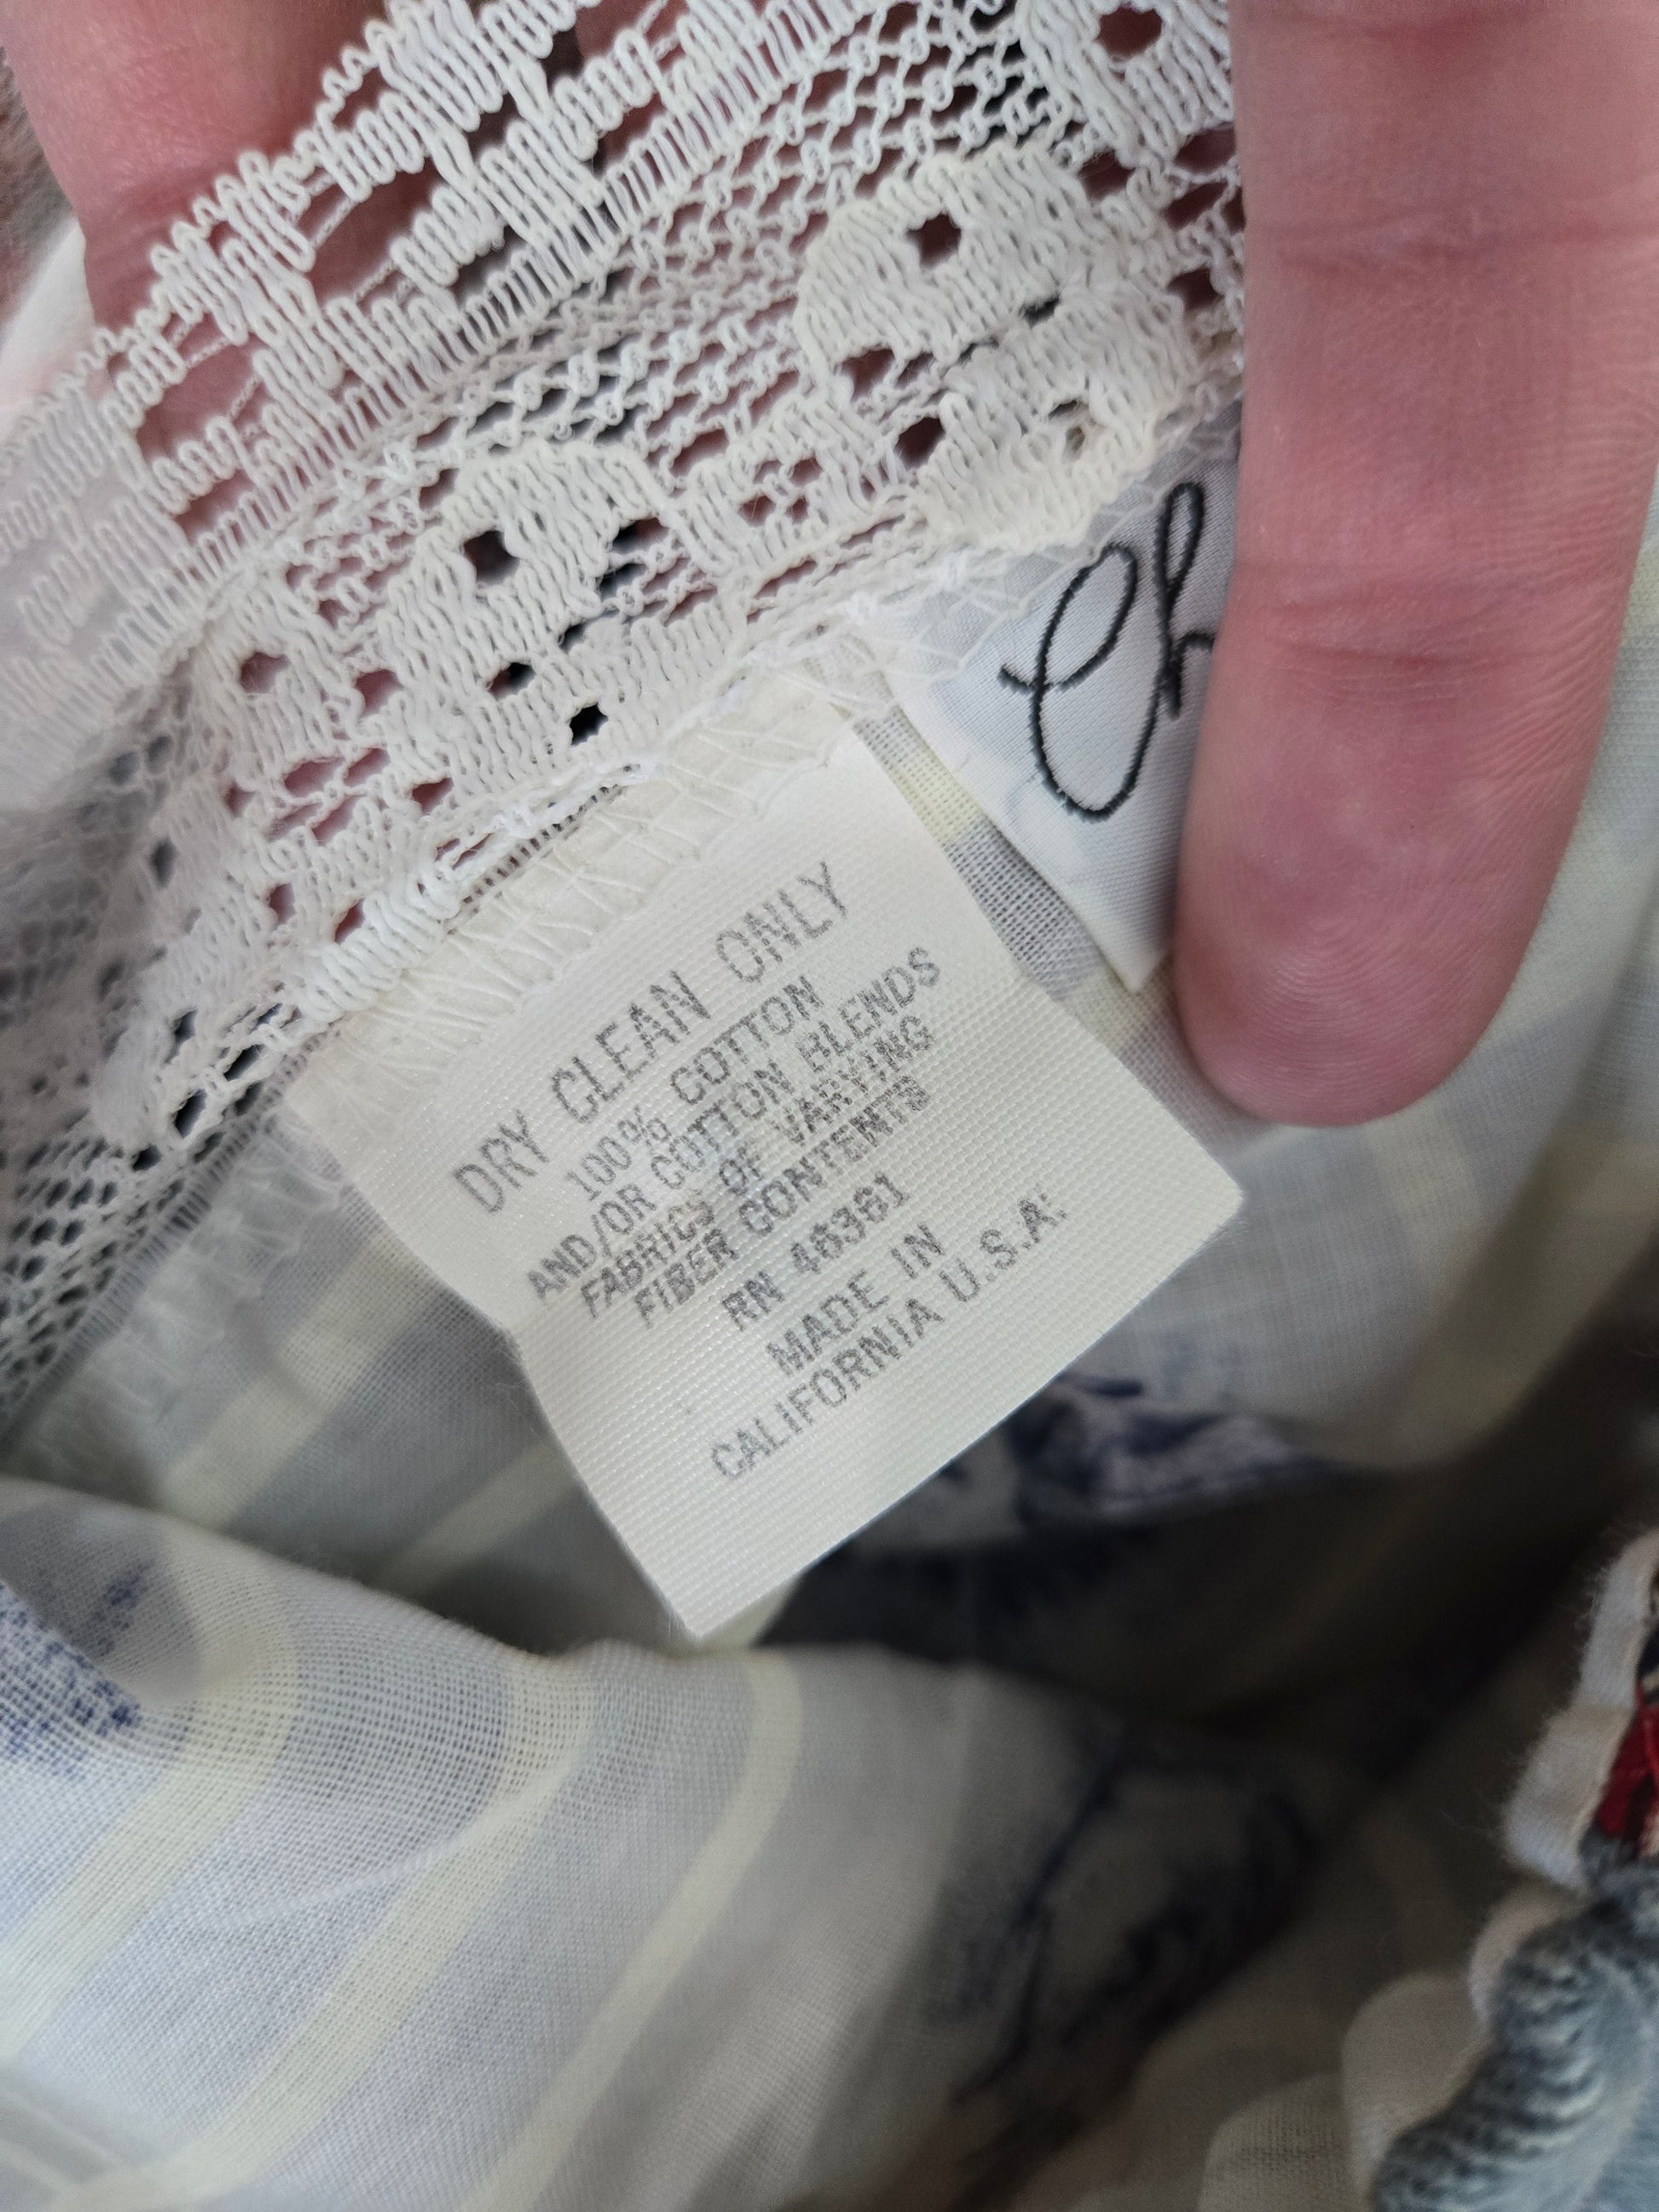 Ch
DRY CLEAN ONLY
100% COTTON
AND/OR COTTON BLENDS
FABRICS OF VARYING
FIBER CONTENTS
RN 46361
MADE IN
CALIFORNIA U.S.A.